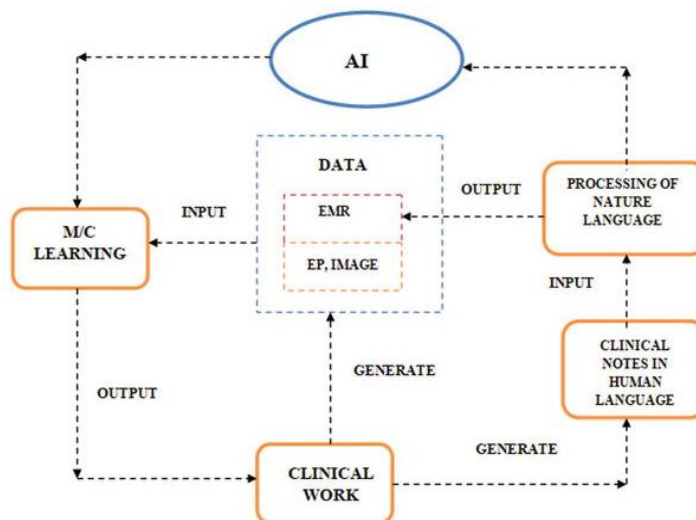 AI
DATA
PROCESSING OF
NATURE
LANGUAGE
OUTPUT
EMR
M/C
LEARNING
INPUT
EP, IMAGE
INPUT
CLINICAL
NOTES IN
HUMAN
LANGUAGE
GENERATE
OUTPUT
GENERATE
CLINICAL
WORK